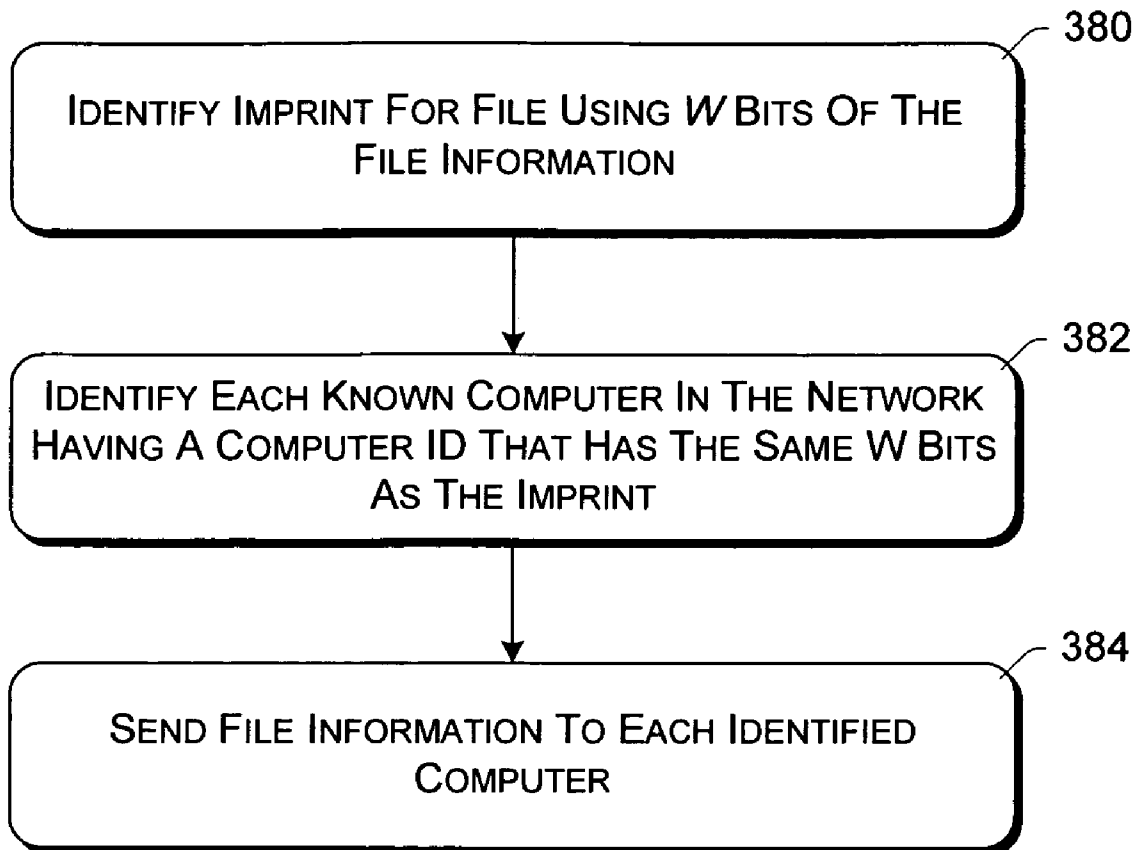 380
IDENTIFY IMPRINT FOR FILE USING W BITS OF THE
FILE INFORMATION
382
IDENTIFY EACH KNOWN COMPUTER IN THE NETWORK
HAVING A COMPUTER ID THAT HAS THE SAME W BITS
AS THE IMPRINT
384
SEND FILE INFORMATION TO EACH IDENTIFIED
COMPUTER